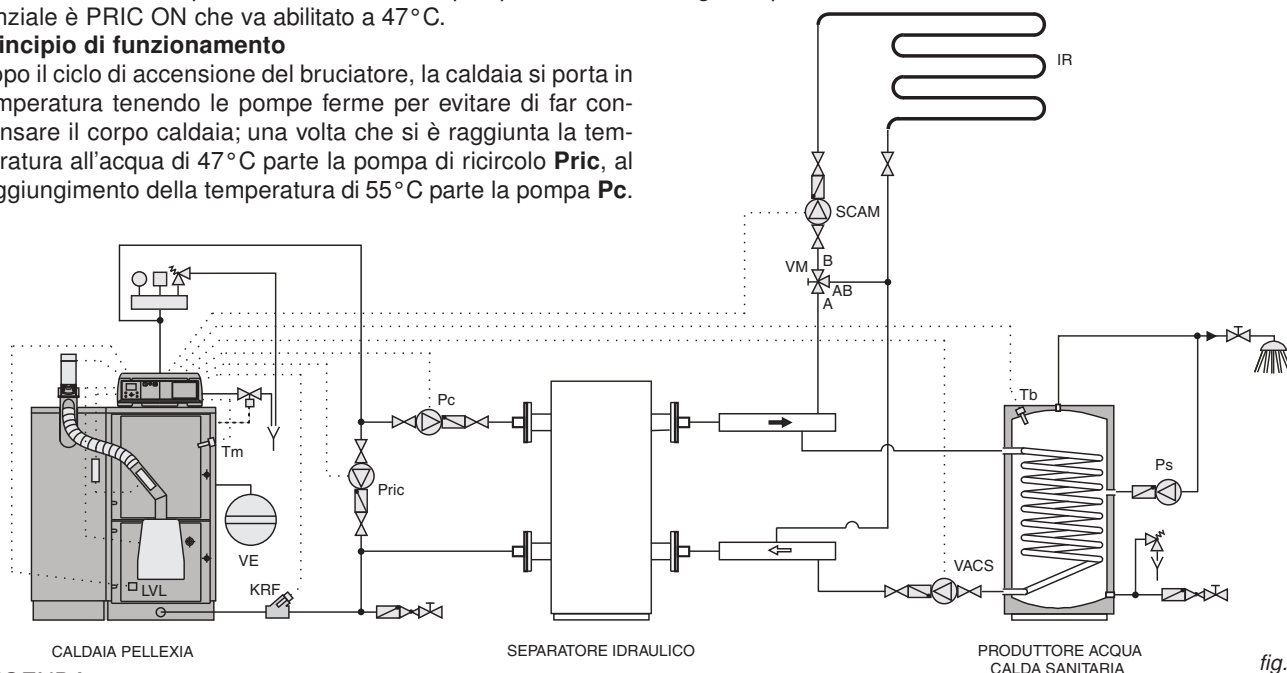 nziale è PRIC ON che va abilitato a 47°C.
incipio di funzionamento
opo il ciclo di accensione del bruciatore, la caldaia si porta in
mperatura tenendo le pompe ferme per evitare di far con-
nsare il corpo caldaia; una volta che si è raggiunta la tem-
ratura all'acqua di 47°C parte la pompa di ricircolo Pric, al
ggiungimento della temperatura di 55°C parte la pompa Pc.
IR
SCAM
VM
B
AB
A
Pc
Tb
Tm
Pric
Ps
VE
LVL
KRF
VACS
CALDAIA PELLEXIA
SEPARATORE IDRAULICO
PRODUTTORE ACQUA
CALDA SANITARIA
fig.